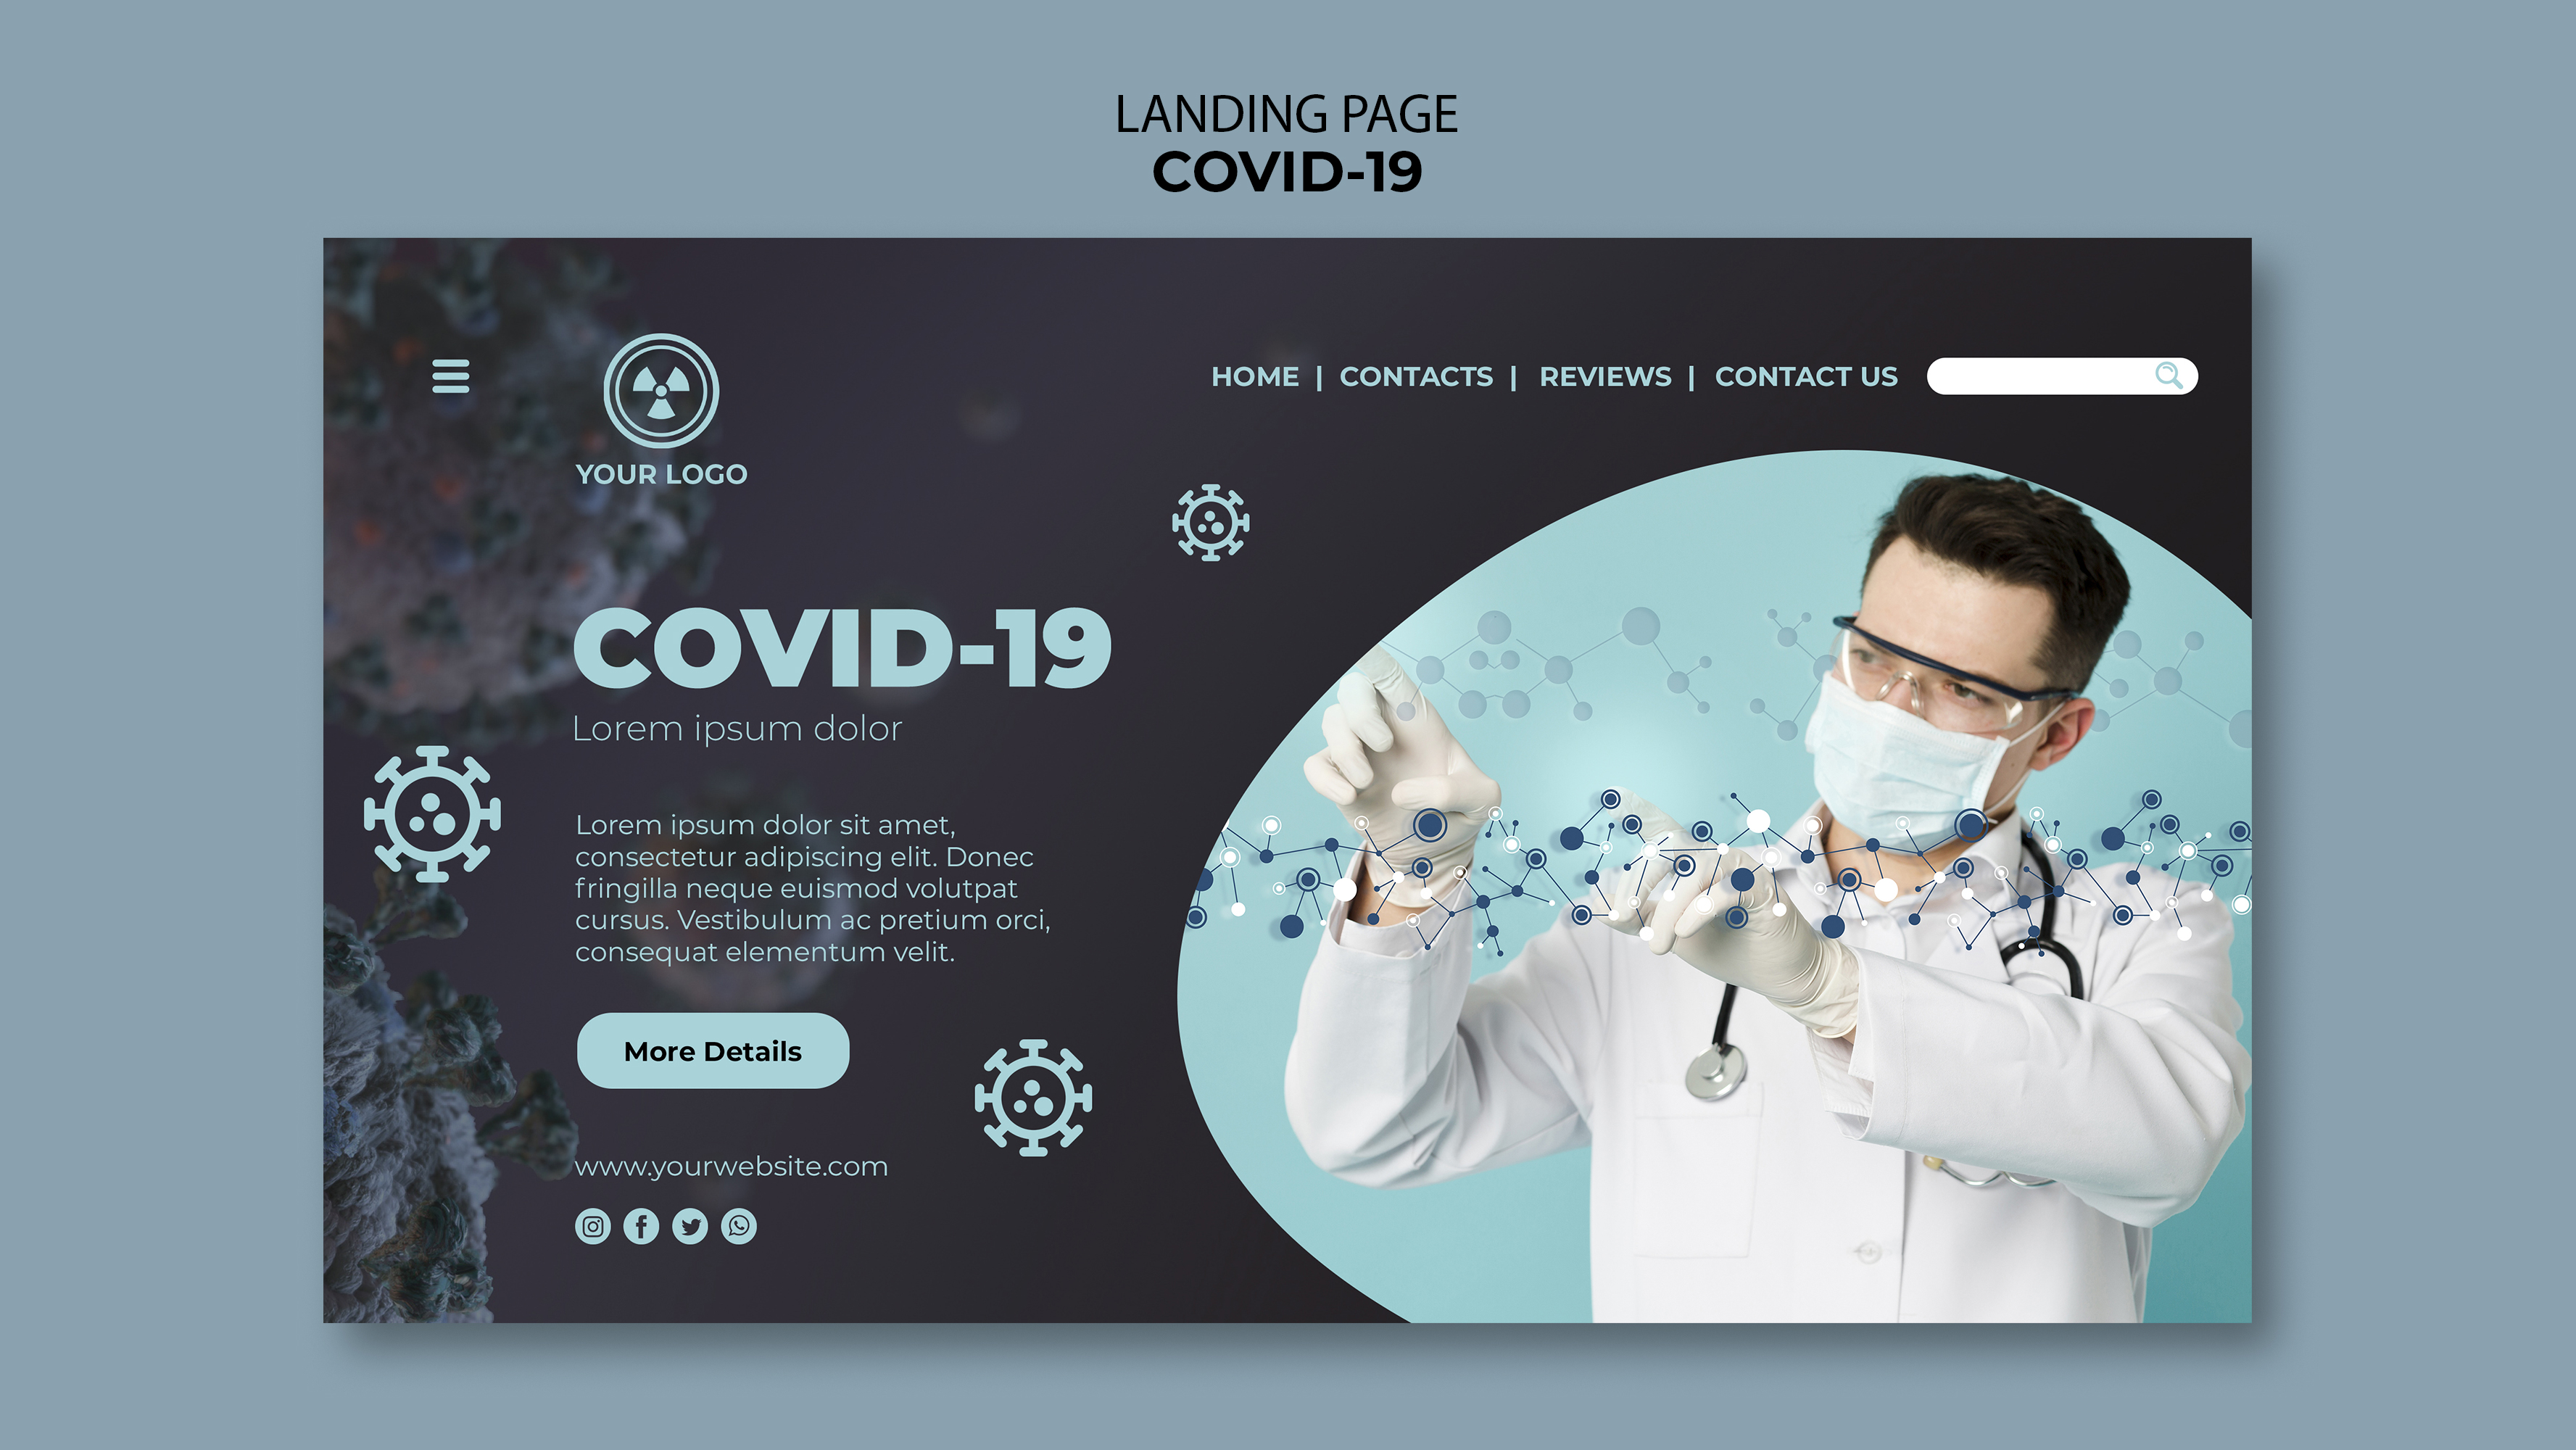 LANDING PAGE
COVID-19
YOUR LOGO
HOME | CONTACTS | REVIEWS | CONTACT US
COVID-19
Lorem ipsum dolor
Lorem ipsum dolor sit amet,
consectetur adipiscing elit. Donec
fringilla neque euismod volutpat
cursus. Vestibulum ac pretium orci,
consequat elementum velit.
More Details
www.yourwebsite.com